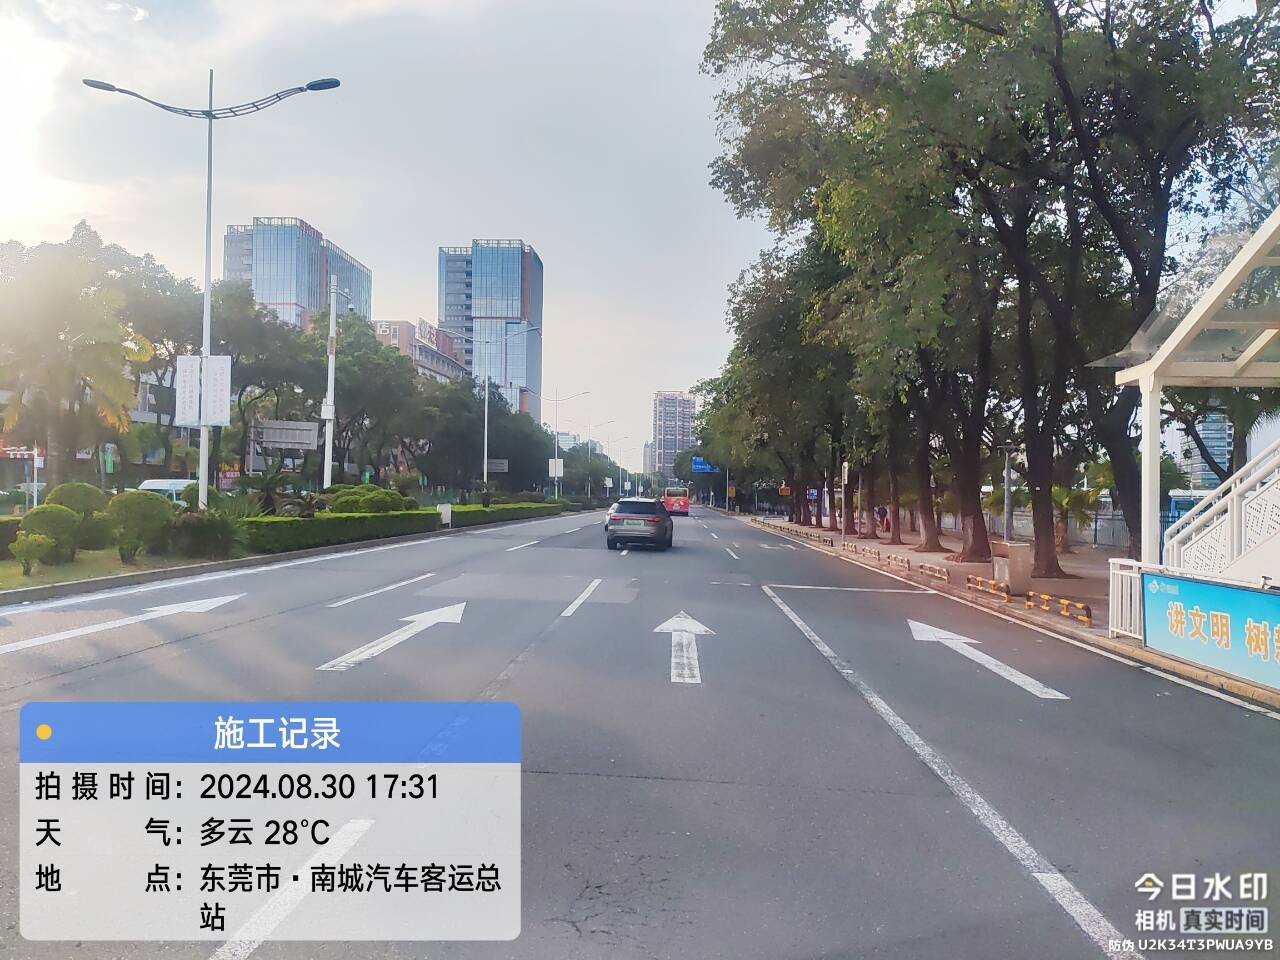 店
讲文明 树
施工记录
拍摄时间：2024.08.30 17:31
天气：多云 28℃
地点：东莞市·南城汽车客运总
站
今日水印
相机 真实时间
防伪 U2K34T3PWUA9YB